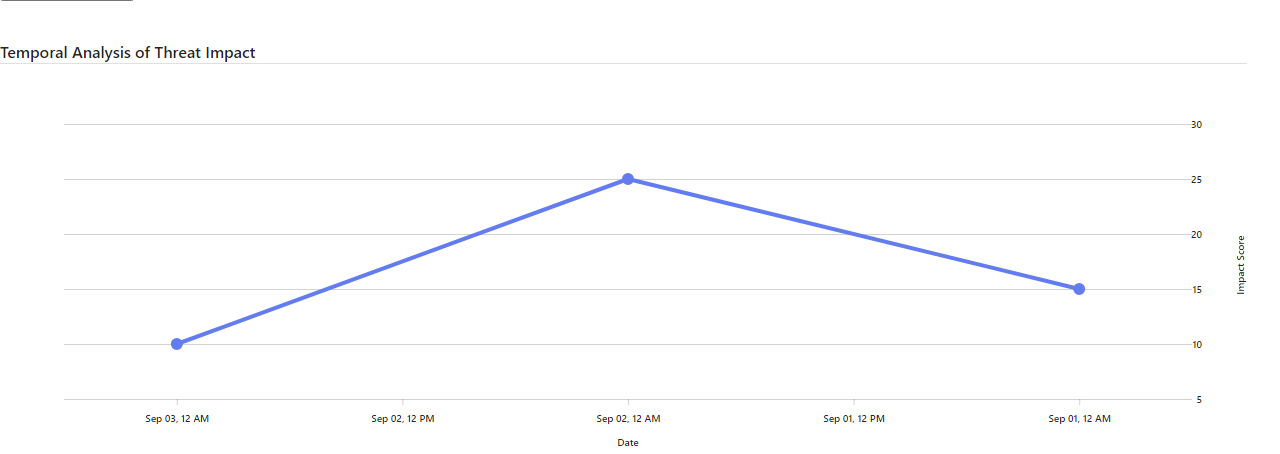 Temporal Analysis of Threat Impact
30
25
20
15
10
5
Impact Score
Sep 03, 12 AM
Sep 02, 12 PM
Sep 02, 12 AM
Sep 01, 12 PM
Sep 01, 12 AM
Date